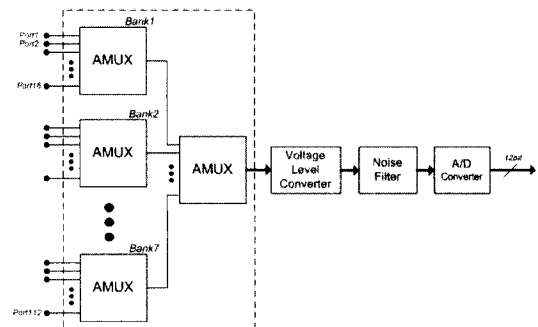 Bank1
Port1
Port2
AMUX
Port16
Bank2
AMUX
AMUX
Voltage
Level
Converter
Noise
Filter
A/D
Converter
12bit
Bank7
AMUX
Port112